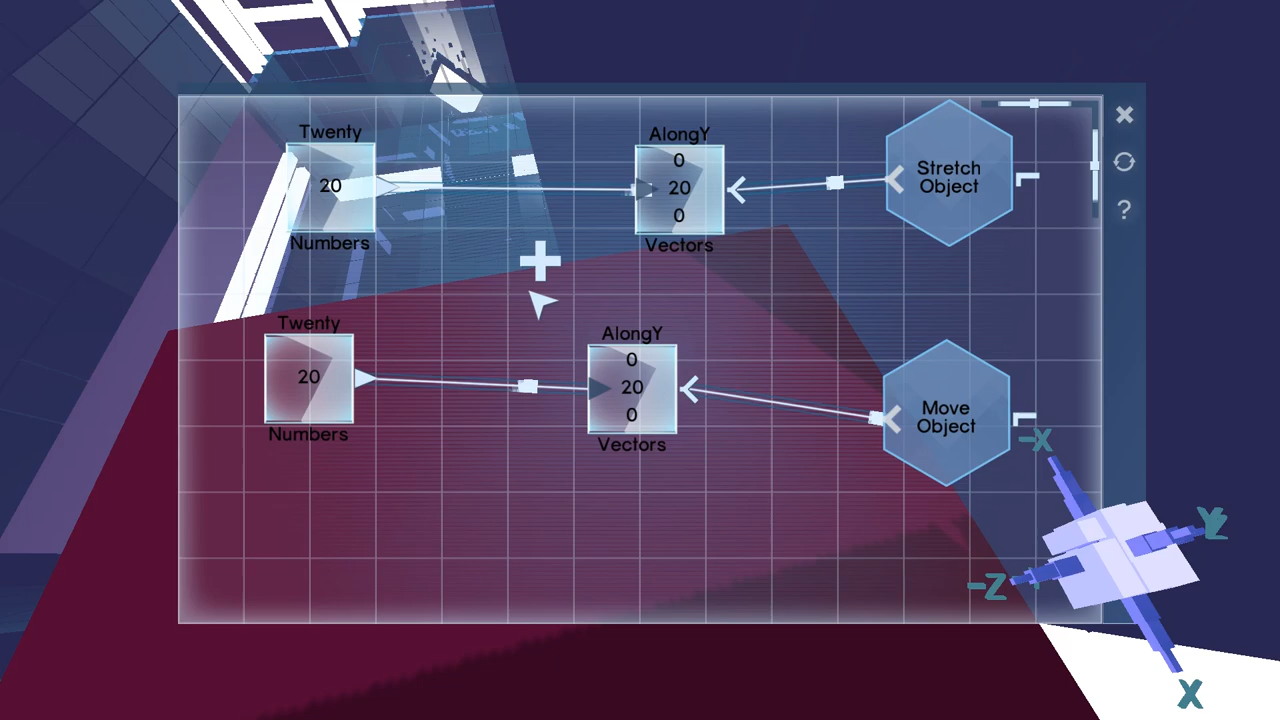 Twenty
20
Numbers
AlongY
0
20
0
Vectors
Stretch
Object
?
Twenty
20
Numbers
AlongY
0
20
0
Vectors
Move
Object
-X
Y
-Z
X